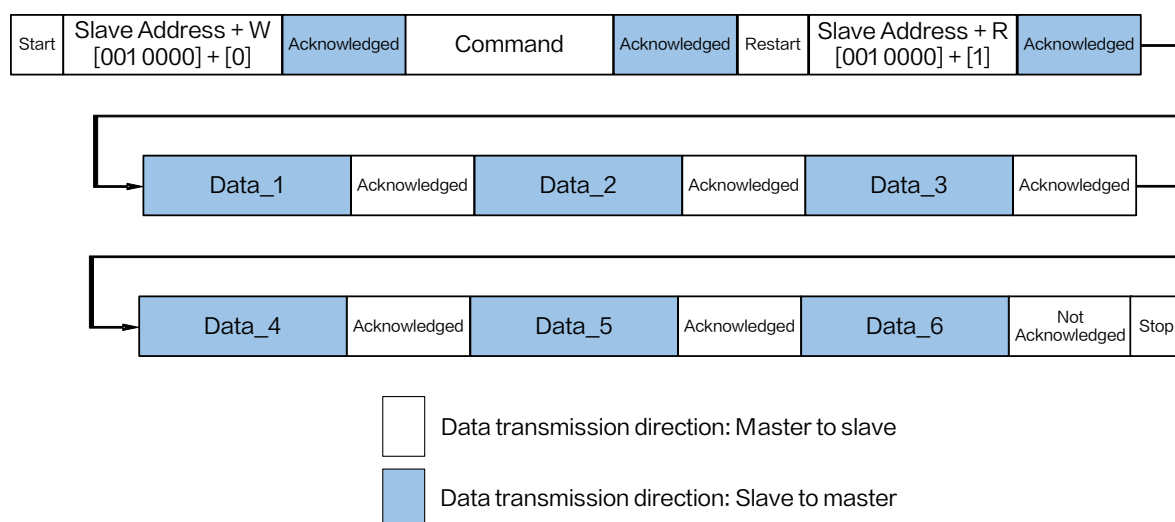 Start
Slave Address + W
[001 0000] + [0]
Acknowledged
Command
Acknowledged
Restart
Slave Address + R
[001 0000] + [1]
Acknowledged
Data_1
Acknowledged
Data_2
Acknowledged
Data_3
Acknowledged
Data_4
Acknowledged
Data_5
Acknowledged
Data_6
Not
Acknowledged
Stop
Data transmission direction: Master to slave
Data transmission direction: Slave to master